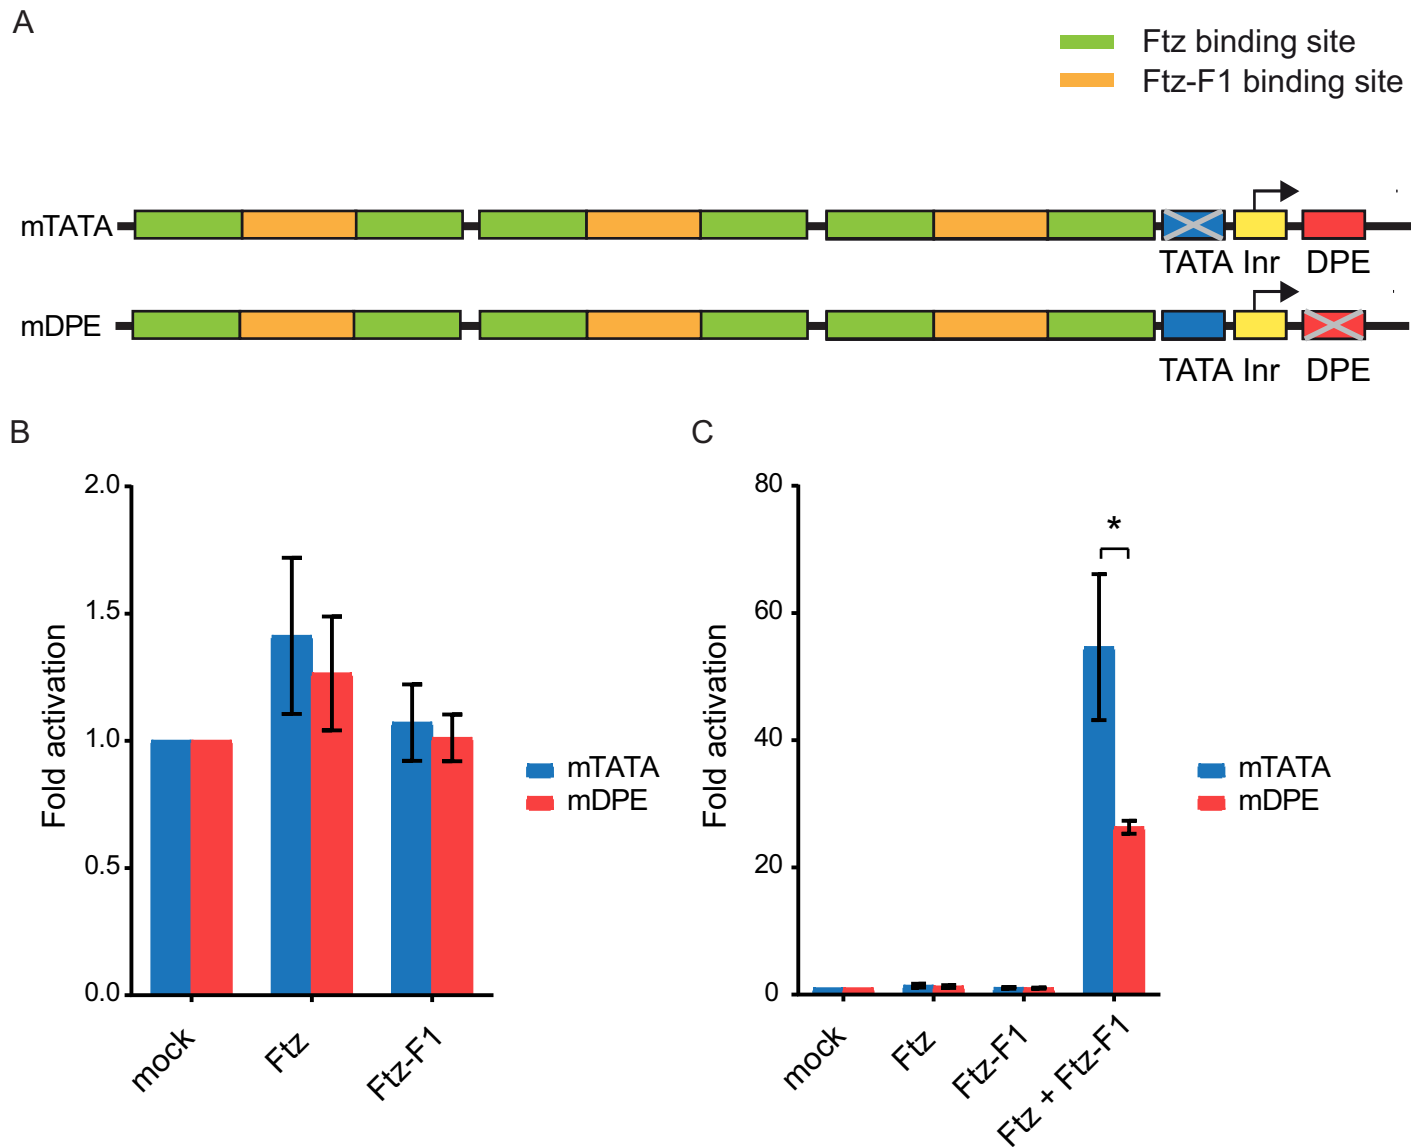 A
Ftz binding site
Ftz-F1 binding site
mTATA
TATA Inr DPE
mDPE
TATA Inr DPE
B
2.0
1.5
1.0
0.5
0.0
Fold activation
mock
Ftz
Ftz-F1
mTATA
mDPE
C
80
60
40
20
0
Fold activation
*
mock
Ftz
Ftz-F1
Ftz + Ftz-F1
mTATA
mDPE